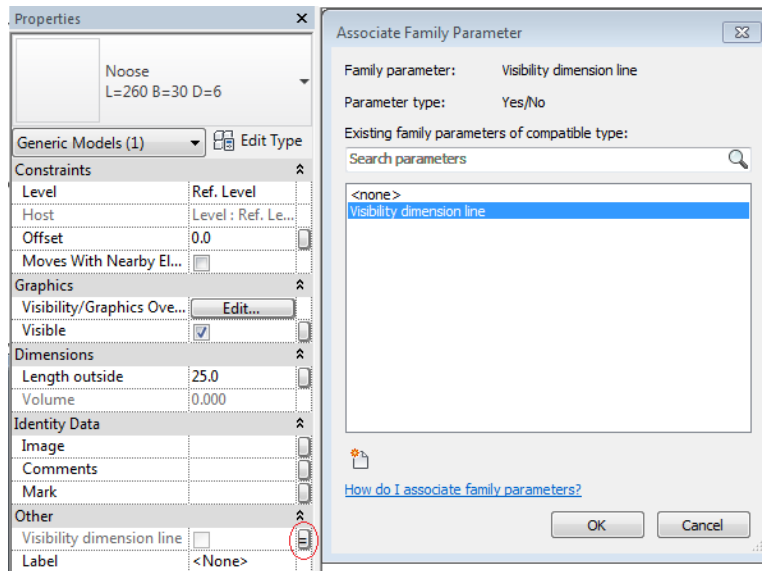 Properties
Noose
L=260 B=30 D=6
Generic Models (1) Edit Type
Constraints
Level Ref. Level
Host Level : Ref. Le...
Offset 0.0
Moves With Nearby El...
Graphics
Visibility/Graphics Ove... Edit...
Visible
Dimensions
Length outside 25.0
Volume 0.000
Identity Data
Image
Comments
Mark
Other
Visibility dimension line =
Label <None>
Associate Family Parameter
Family parameter: Visibility dimension line
Parameter type: Yes/No
Existing family parameters of compatible type:
Search parameters
<none>
Visibility dimension line
How do I associate family parameters?
OK Cancel